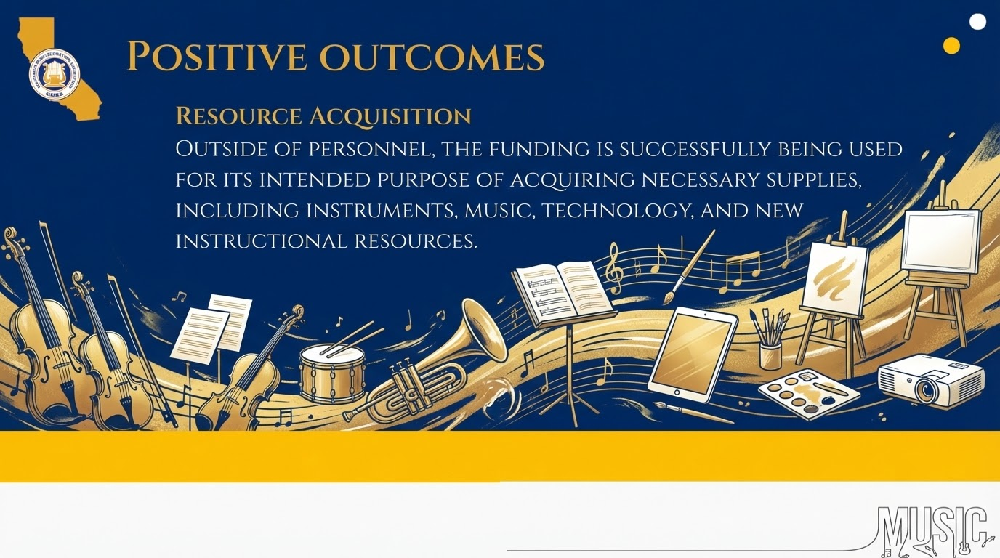 Positive outcomes
Resource Acquisition
Outside of personnel, the funding is successfully being used
for its intended purpose of acquiring necessary supplies,
including instruments, music, technology, and new
instructional resources.
MUSIC